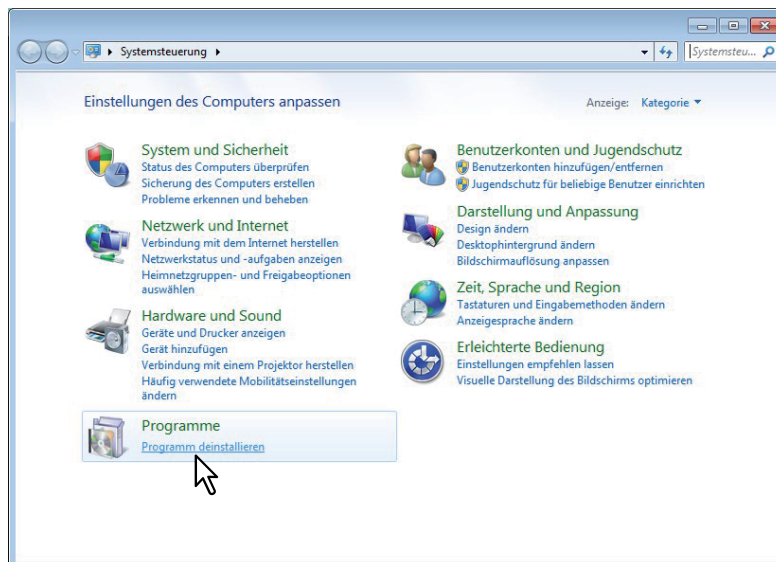 Systemsteuerung
Systemsteu...
Einstellungen des Computers anpassen
Anzeige: Kategorie
System und Sicherheit
Status des Computers überprüfen
Sicherung des Computers erstellen
Probleme erkennen und beheben
Netzwerk und Internet
Verbindung mit dem Internet herstellen
Netzwerkstatus und -aufgaben anzeigen
Heimnetzgruppen- und Freigabeoptionen
auswählen
Hardware und Sound
Geräte und Drucker anzeigen
Gerät hinzufügen
Verbindung mit einem Projektor herstellen
Häufig verwendete Mobilitätseinstellungen
ändern
Programme
Programm deinstallieren
Benutzerkonten und Jugendschutz
Benutzerkonten hinzufügen/entfernen
Jugendschutz für beliebige Benutzer einrichten
Darstellung und Anpassung
Design ändern
Desktophintergrund ändern
Bildschirmauflösung anpassen
Zeit, Sprache und Region
Tastaturen und Eingabemethoden ändern
Anzeigesprache ändern
Erleichterte Bedienung
Einstellungen empfehlen lassen
Visuelle Darstellung des Bildschirms optimieren